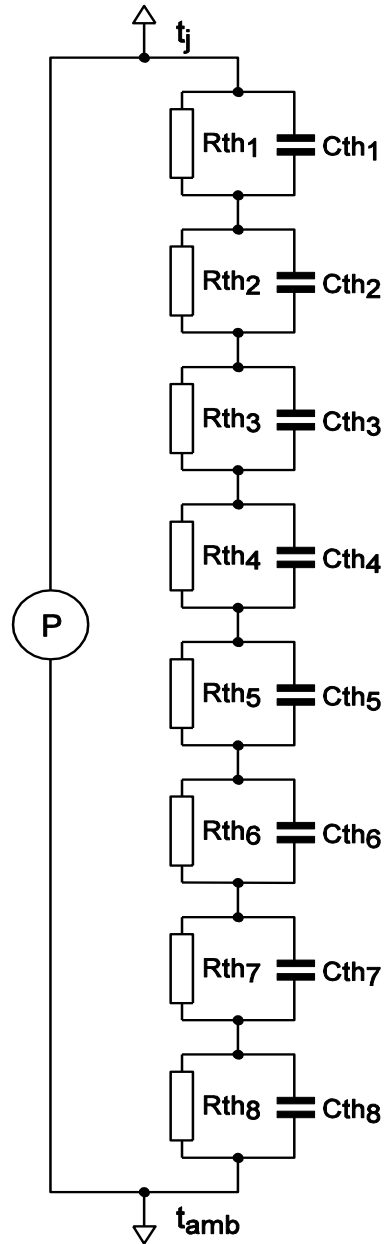 tj
Rth1 Cth1
Rth2 Cth2
Rth3 Cth3
Rth4 Cth4
P
Rth5 Cth5
Rth6 Cth6
Rth7 Cth7
Rth8 Cth8
tamb